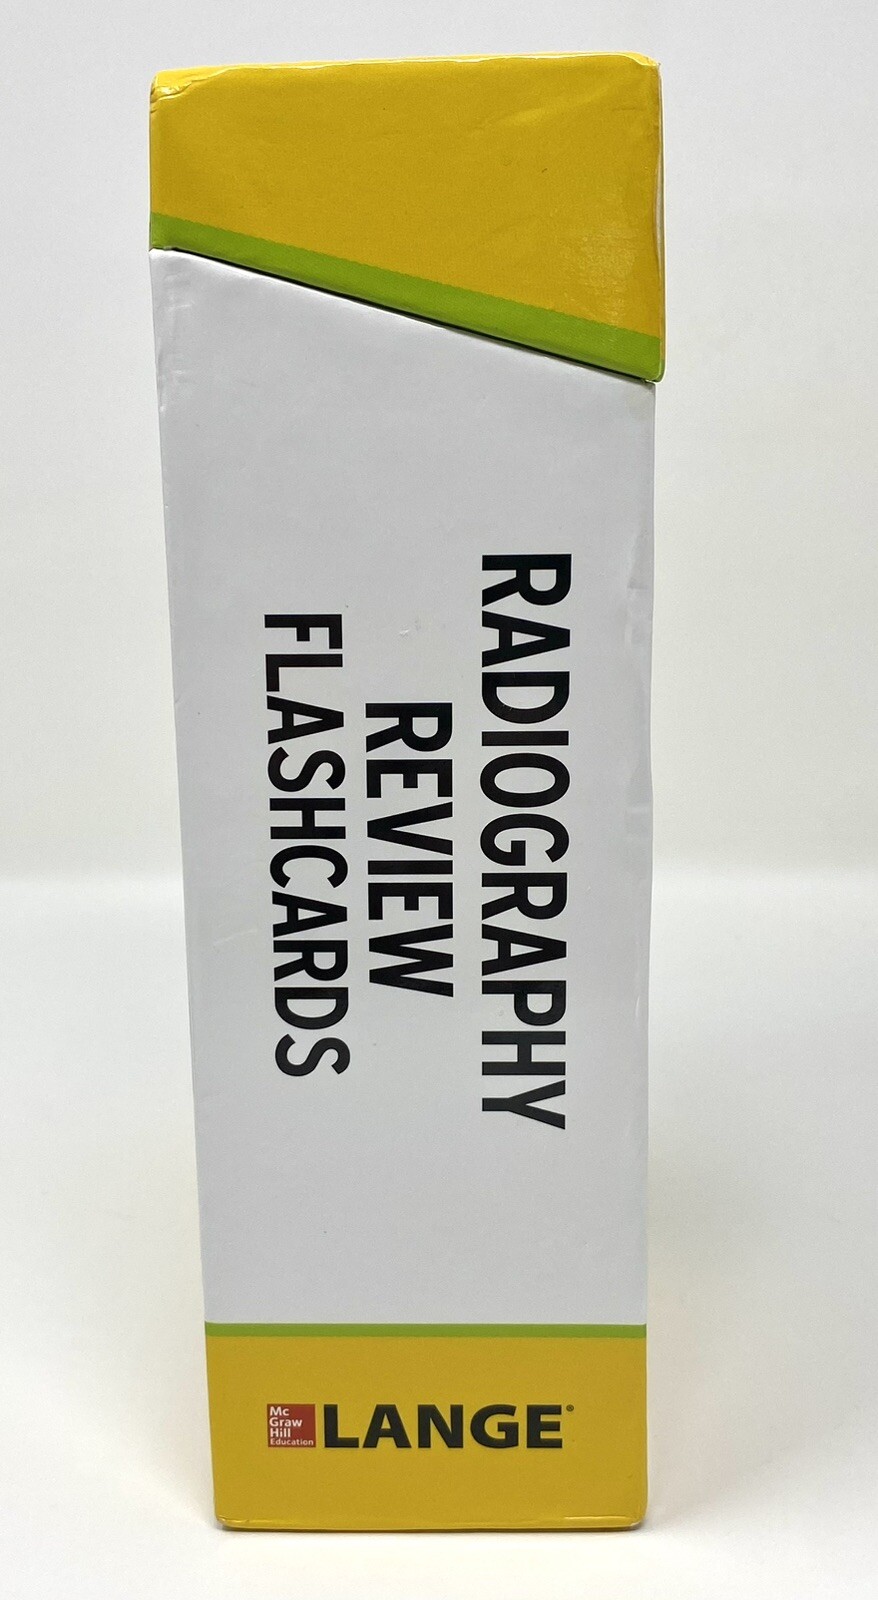 RADIOGRAPHY
REVIEW
FLASHCARDS
Mc
Graw
Hill
Education
LANGE®